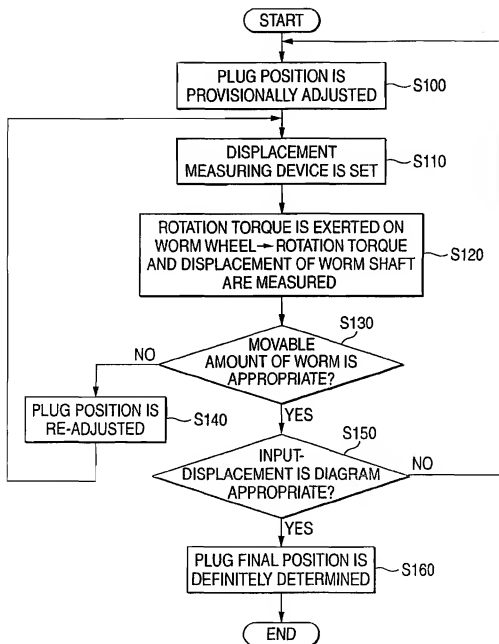 START
PLUG POSITION IS
PROVISIONALLY ADJUSTED
S100
DISPLACEMENT
MEASURING DEVICE IS SET
S110
ROTATION TORQUE IS EXERTED ON
WORM WHEEL→ROTATION TORQUE
AND DISPLACEMENT OF WORM SHAFT
ARE MEASURED
S120
S130
MOVABLE
AMOUNT OF WORM IS
APPROPRIATE?
NO
YES
PLUG POSITION IS
RE-ADJUSTED
S140
S150
INPUT-
DISPLACEMENT IS DIAGRAM
APPROPRIATE?
NO
YES
PLUG FINAL POSITION IS
DEFINITELY DETERMINED
S160
END